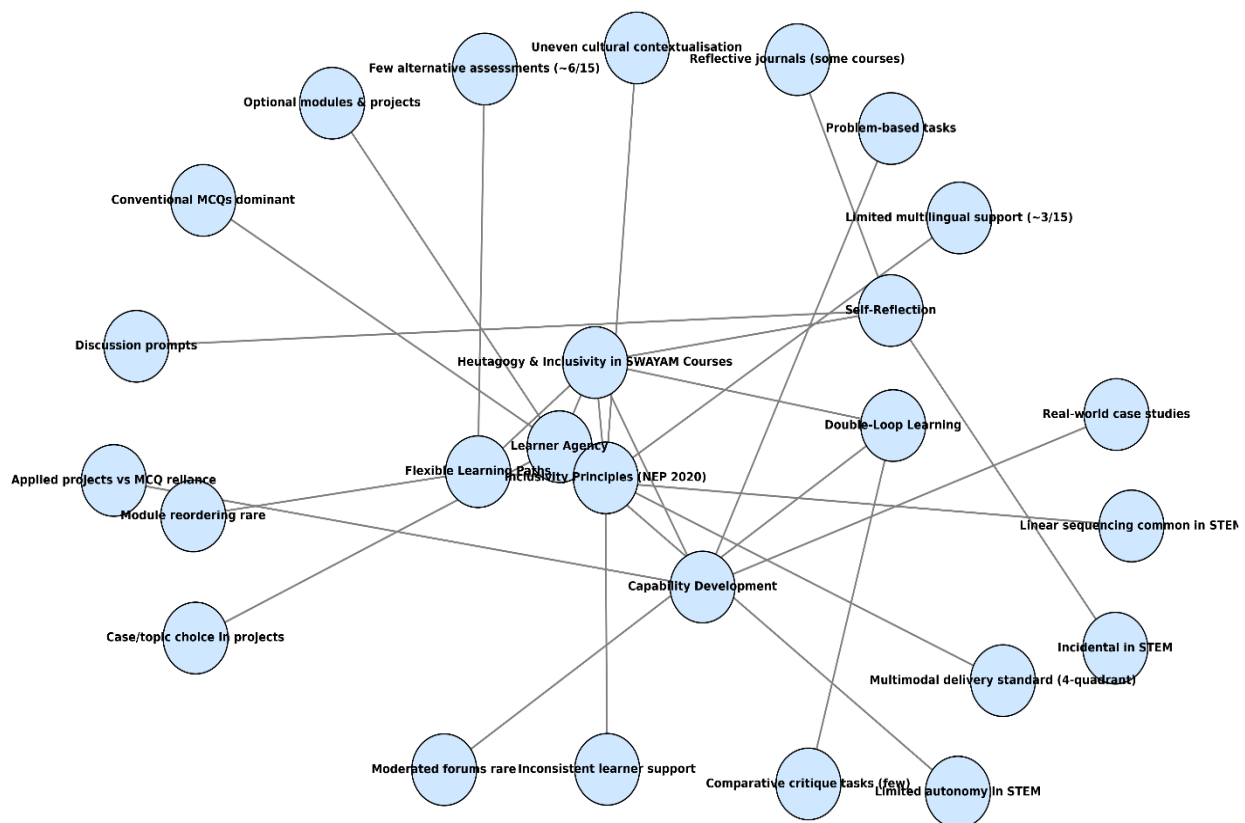 Uneven cultural contextualisation
Reflective journals (some courses)
Few alternative assessments (~6/15)
Optional modules & projects
Problem-based tasks
Conventional MCQs dominant
Limited multilingual support (~3/15)
Self-Reflection
Discussion prompts
Heutagogy & Inclusivity in SWAYAM Courses
Real-world case studies
Double-Loop Learning
Learner Agency
Flexible Learning Paths
Inclusivity Principles (NEP 2020)
Applied projects vs MCQ reliance
Module reordering rare
Linear sequencing common in STEM
Capability Development
Case/topic choice in projects
Incidental in STEM
Multimodal delivery standard (4-quadrant)
Moderated forums rare
Inconsistent learner support
Comparative critique tasks (few)
Limited autonomy in STEM